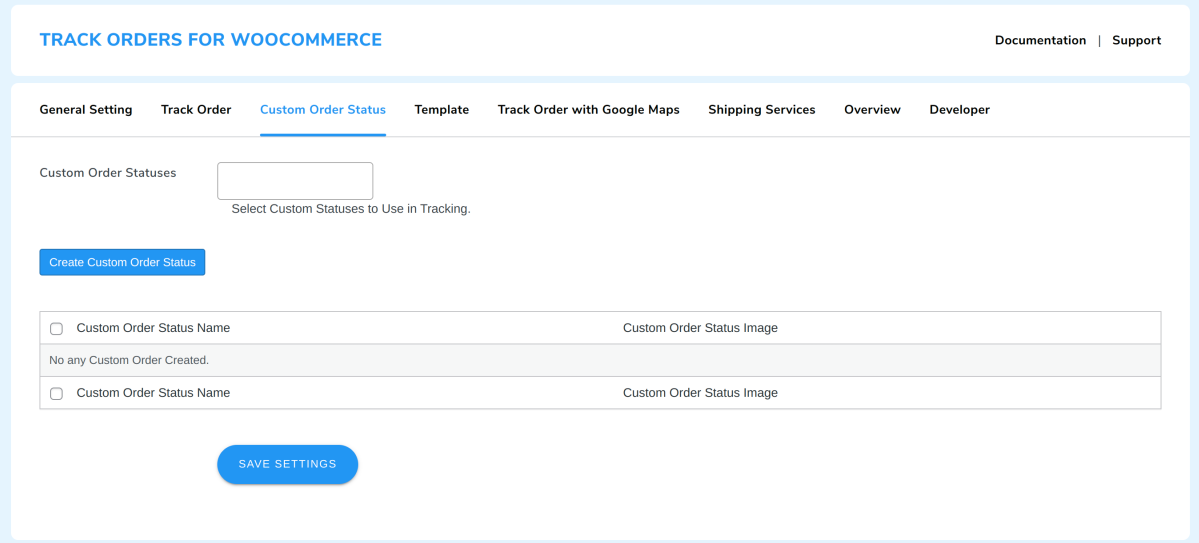 TRACK ORDERS FOR WOOCOMMERCE
Documentation | Support
General Setting Track Order Custom Order Status Template Track Order with Google Maps Shipping Services Overview Developer
Custom Order Statuses
Select Custom Statuses to Use in Tracking.
Create Custom Order Status
Custom Order Status Name Custom Order Status Image
No any Custom Order Created.
Custom Order Status Name Custom Order Status Image
SAVE SETTINGS